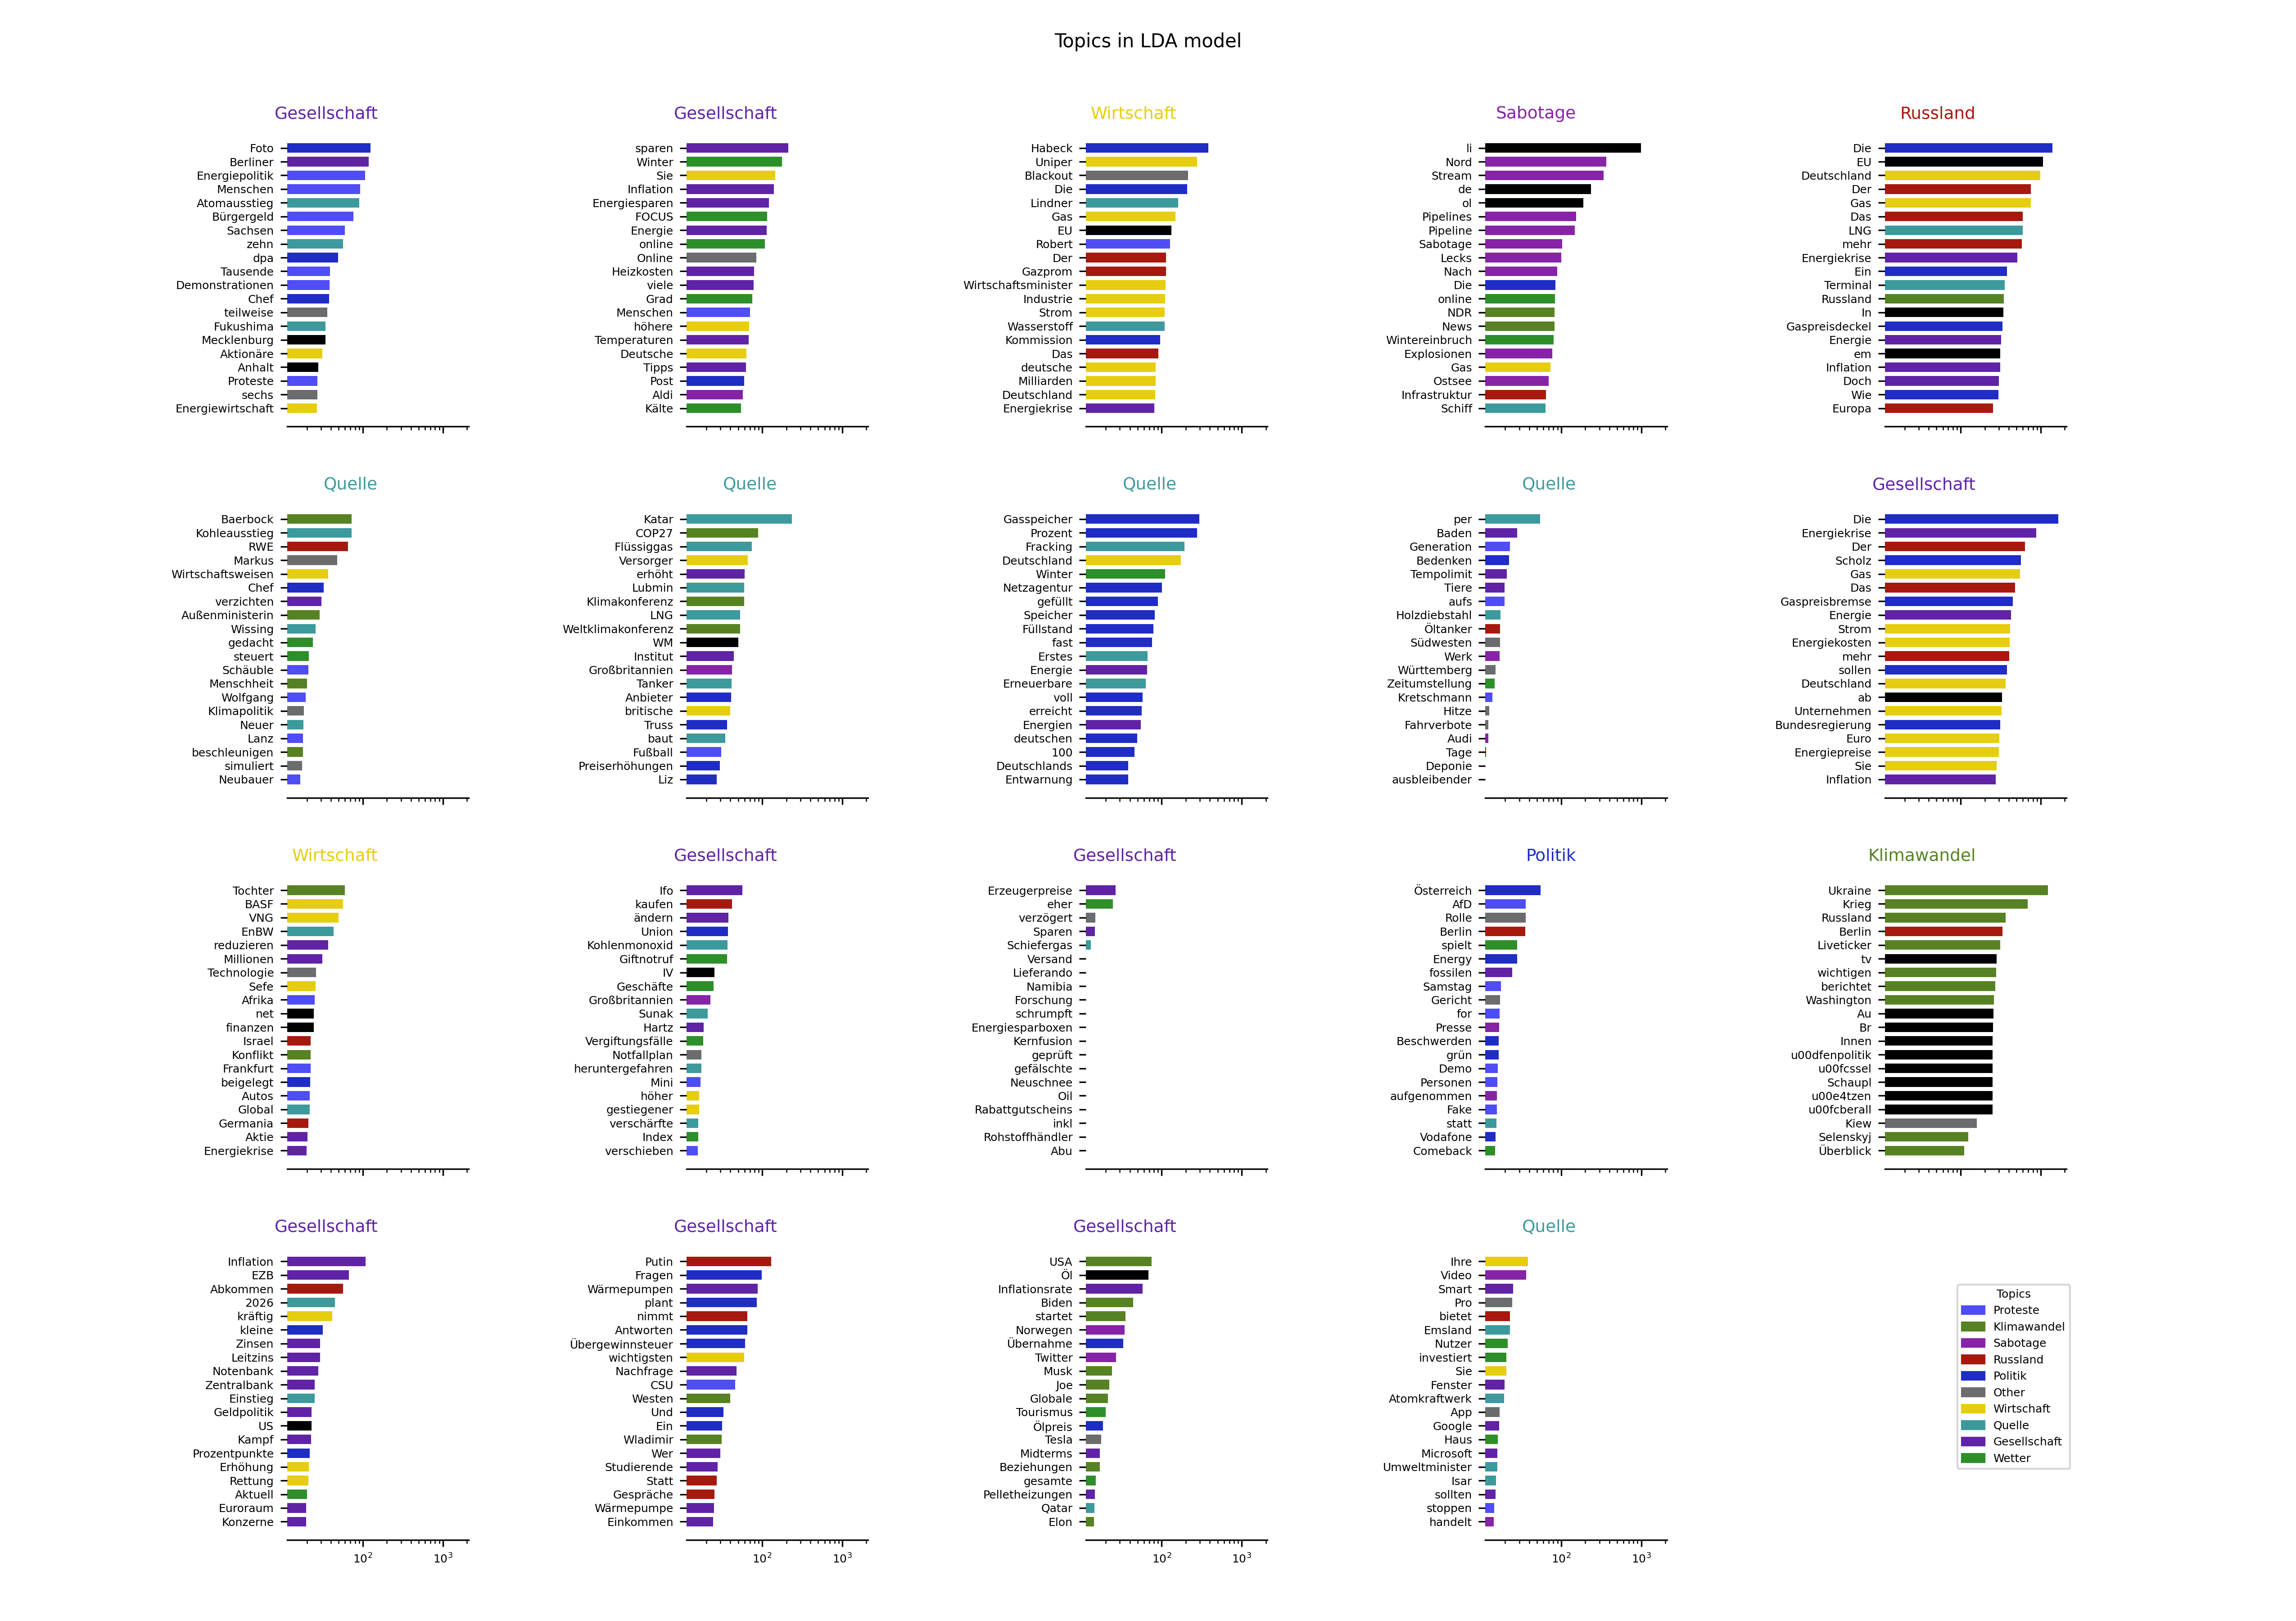 Topics in LDA model
Gesellschaft
Foto
Berliner
Energiepolitik
Menschen
Atomausstieg
Bürgergeld
Sachsen
zehn
dpa
Tausende
Demonstrationen
Chef
teilweise
Fukushima
Mecklenburg
Aktionäre
Anhalt
Proteste
sechs
Energiewirtschaft
Gesellschaft
sparen
Winter
Sie
Inflation
Energiesparen
FOCUS
Energie
online
Online
Heizkosten
viele
Grad
Menschen
höhere
Temperaturen
Deutsche
Tipps
Post
Aldi
Kälte
Wirtschaft
Habeck
Uniper
Blackout
Die
Lindner
Gas
EU
Robert
Der
Gazprom
Wirtschaftsminister
Industrie
Strom
Wasserstoff
Kommission
Das
deutsche
Milliarden
Deutschland
Energiekrise
Sabotage
li
Nord
Stream
de
ol
Pipelines
Pipeline
Sabotage
Lecks
Nach
Die
online
NDR
News
Wintereinbruch
Explosionen
Gas
Ostsee
Infrastruktur
Schiff
Russland
Die
EU
Deutschland
Der
Gas
Das
LNG
mehr
Energiekrise
Ein
Terminal
Russland
In
Gaspreisdeckel
Energie
em
Inflation
Doch
Wie
Europa
Quelle
Baerbock
Kohleausstieg
RWE
Markus
Wirtschaftsweisen
Chef
verzichten
Außenministerin
Wissing
gedacht
steuert
Schäuble
Menschheit
Wolfgang
Klimapolitik
Neuer
Lanz
beschleunigen
simuliert
Neubauer
Quelle
Katar
COP27
Flüssiggas
Versorger
erhöht
Lubmin
Klimakonferenz
LNG
Weltklimakonferenz
WM
Institut
Großbritannien
Tanker
Anbieter
britische
Truss
baut
Fußball
Preiserhöhungen
Liz
Quelle
Gasspeicher
Prozent
Fracking
Deutschland
Winter
Netzagentur
gefüllt
Speicher
Füllstand
fast
Erstes
Energie
Erneuerbare
voll
erreicht
Energien
deutschen
100
Deutschlands
Entwarnung
Quelle
per
Baden
Generation
Bedenken
Tempolimit
Tiere
aufs
Holzdiebstahl
Öltanker
Südwesten
Werk
Württemberg
Zeitumstellung
Kretschmann
Hitze
Fahrverbote
Audi
Tage
Deponie
ausbleibender
Gesellschaft
Die
Energiekrise
Der
Scholz
Gas
Das
Gaspreisbremse
Energie
Strom
Energiekosten
mehr
sollen
Deutschland
ab
Unternehmen
Bundesregierung
Euro
Energiepreise
Sie
Inflation
Wirtschaft
Tochter
BASF
VNG
EnBW
reduzieren
Millionen
Technologie
Sefe
Afrika
net
finanzen
Israel
Konflikt
Frankfurt
beigelegt
Autos
Global
Germania
Aktie
Energiekrise
Gesellschaft
Ifo
kaufen
ändern
Union
Kohlenmonoxid
Giftnotruf
IV
Geschäfte
Großbritannien
Sunak
Hartz
Vergiftungsfälle
Notfallplan
heruntergefahren
Mini
höher
gestiegener
verschärfte
Index
verschieben
Gesellschaft
Erzeugerpreise
eher
verzögert
Sparen
Schiefergas
Versand
Lieferando
Namibia
Forschung
schrumpft
Energiesparboxen
Kernfusion
geprüft
gefälschte
Neuschnee
Oil
Rabattgutscheins
inkl
Rohstoffhändler
Abu
Politik
Österreich
AfD
Rolle
Berlin
spielt
Energy
fossilen
Samstag
Gericht
for
Presse
Beschwerden
grün
Demo
Personen
aufgenommen
Fake
statt
Vodafone
Comeback
Klimawandel
Ukraine
Krieg
Russland
Berlin
Liveticker
tv
wichtigen
berichtet
Washington
Au
Br
Innen
u00dfenpolitik
u00fcssel
Schaupl
u00e4tzen
u00fcberall
Kiew
Selenskyj
Überblick
Gesellschaft
Inflation
EZB
Abkommen
2026
kräftig
kleine
Zinsen
Leitzins
Notenbank
Zentralbank
Einstieg
Geldpolitik
US
Kampf
Prozentpunkte
Erhöhung
Rettung
Aktuell
Euroraum
Konzerne
10² 10³
Gesellschaft
Putin
Fragen
Wärmepumpen
plant
nimmt
Antworten
Übergewinnsteuer
wichtigsten
Nachfrage
CSU
Westen
Und
Ein
Wladimir
Wer
Studierende
Statt
Gespräche
Wärmepumpe
Einkommen
10² 10³
Gesellschaft
USA
Öl
Inflationsrate
Biden
startet
Norwegen
Übernahme
Twitter
Musk
Joe
Globale
Tourismus
Ölpreis
Tesla
Midterms
Beziehungen
gesamte
Pelletheizungen
Qatar
Elon
10² 10³
Quelle
Ihre
Video
Smart
Pro
bietet
Emsland
Nutzer
investiert
Sie
Fenster
Atomkraftwerk
App
Google
Haus
Microsoft
Umweltminister
Isar
sollten
stoppen
handelt
10² 10³
Topics
Proteste
Klimawandel
Sabotage
Russland
Politik
Other
Wirtschaft
Quelle
Gesellschaft
Wetter